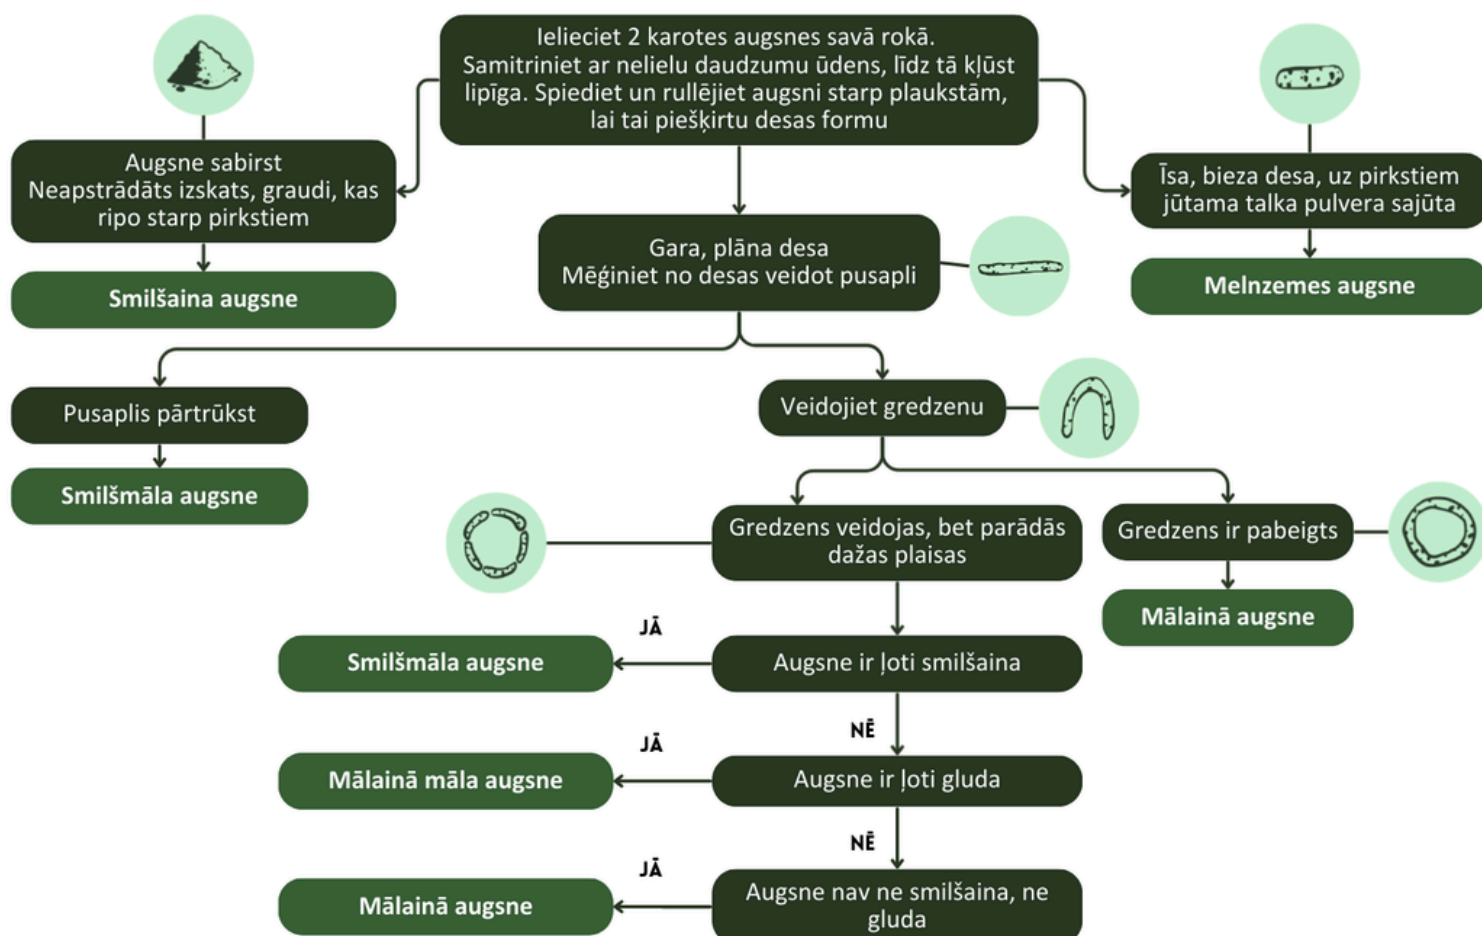 Ielieciet 2 karotes augsnes savā rokā.
Samitriniet ar nelielu daudzumu ūdens, līdz tā kļūst
lipīga. Spiediet un rullējiet augsni starp plaukstām,
lai tai piešķirtu desas formu
Augsne sabirst
Neapstrādāts izskats, graudi, kas
ripo starp pirkstiem
Smilšaina augsne
Gara, plāna desa
Mēģiniet no desas veidot pusapli
Īsa, bieza desa, uz pirkstiem
jūtama talka pulvera sajūta
Melnzemes augsne
Pusaplis pārtrūkst
Smilšmāla augsne
Veidojiet gredzenu
Gredzens veidojas, bet parādās
dažas plaisas
Gredzens ir pabeigts
Mālainā augsne
Augsne ir ļoti smilšaina
JĀ
Smilšmāla augsne
NĒ
Augsne ir ļoti gluda
JĀ
Mālainā māla augsne
NĒ
Augsne nav ne smilšaina, ne
gluda
JĀ
Mālainā augsne